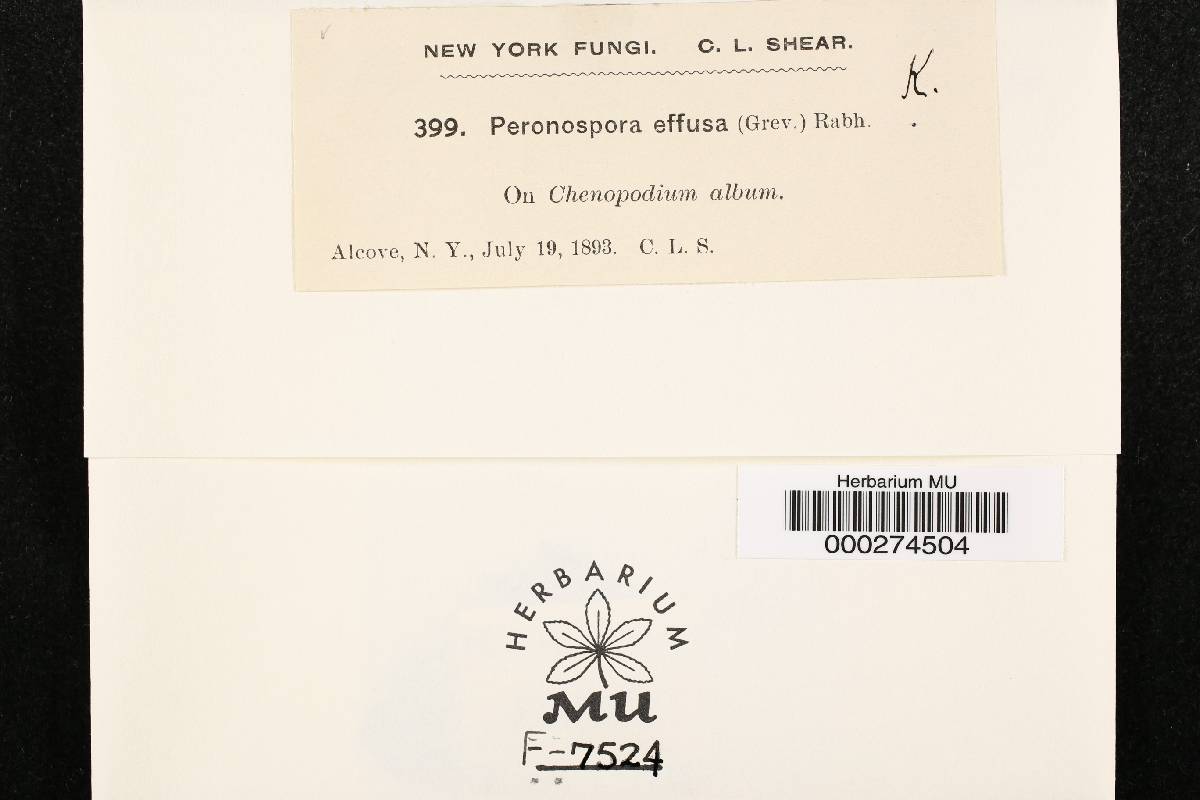 NEW YORK FUNGI. C. L. SHEAR.
K.
399. Peronospora effusa (Grev.) Rabh.
On Chenopodium album.
Alcove, N. Y., July 19, 1893. C. L. S.
Herbarium MU
000274504
HERBARIUM
MU
F-7524